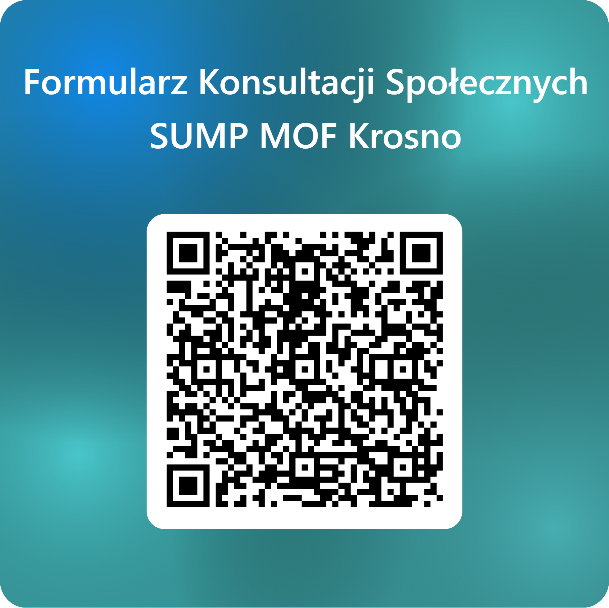 Formularz Konsultacji Społecznych
SUMP MOF Krosno